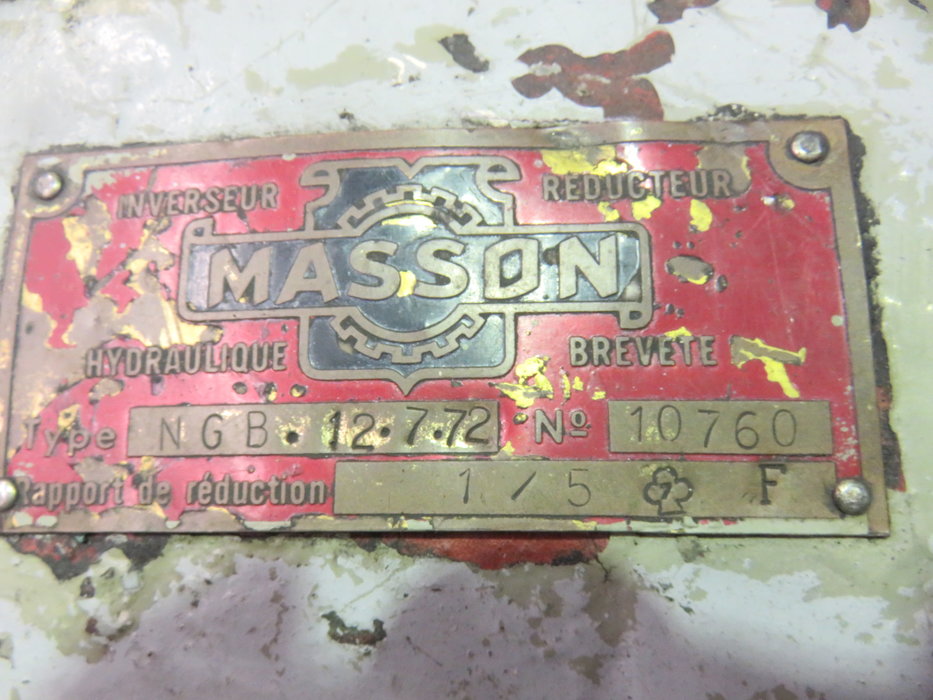 INVERSEUR REDUCTEUR
MASSON
HYDRAULIQUE BREVETE
Type NGB.12.7.72 Nº 10760
Rapport de réduction 1/5 F